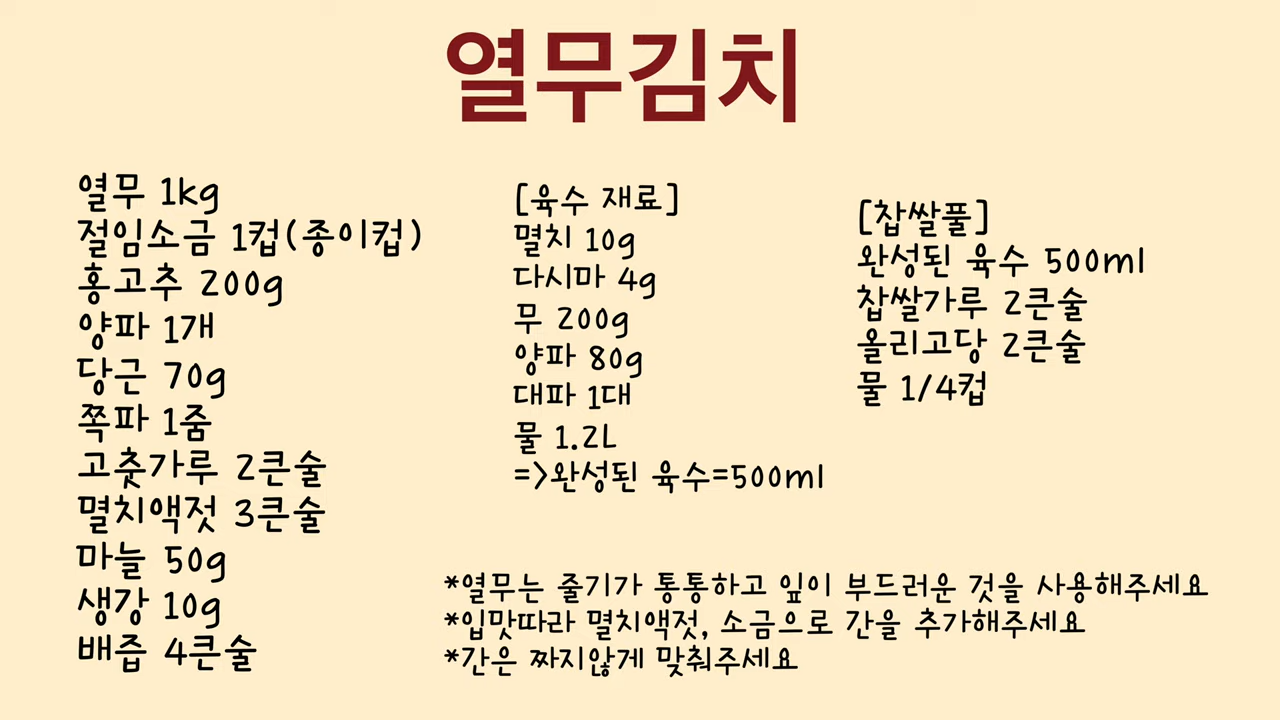 열무김치
열무 1kg
절임소금 1컵(종이컵)
홍고추 200g
양파 1개
당근 70g
쪽파 1줌
고춧가루 2큰술
멸치액젓 3큰술
마늘 50g
생강 10g
배즙 4큰술
[육수 재료]
멸치 10g
다시마 4g
무 200g
양파 80g
대파 1대
물 1.2L
=>완성된 육수=500ml
[찹쌀풀]
완성된 육수 500ml
찹쌀가루 2큰술
올리고당 2큰술
물 1/4컵
*열무는 줄기가 통통하고 잎이 부드러운 것을 사용해주세요
*입맛따라 멸치액젓, 소금으로 간을 추가해주세요
*간은 짜지않게 맞춰주세요